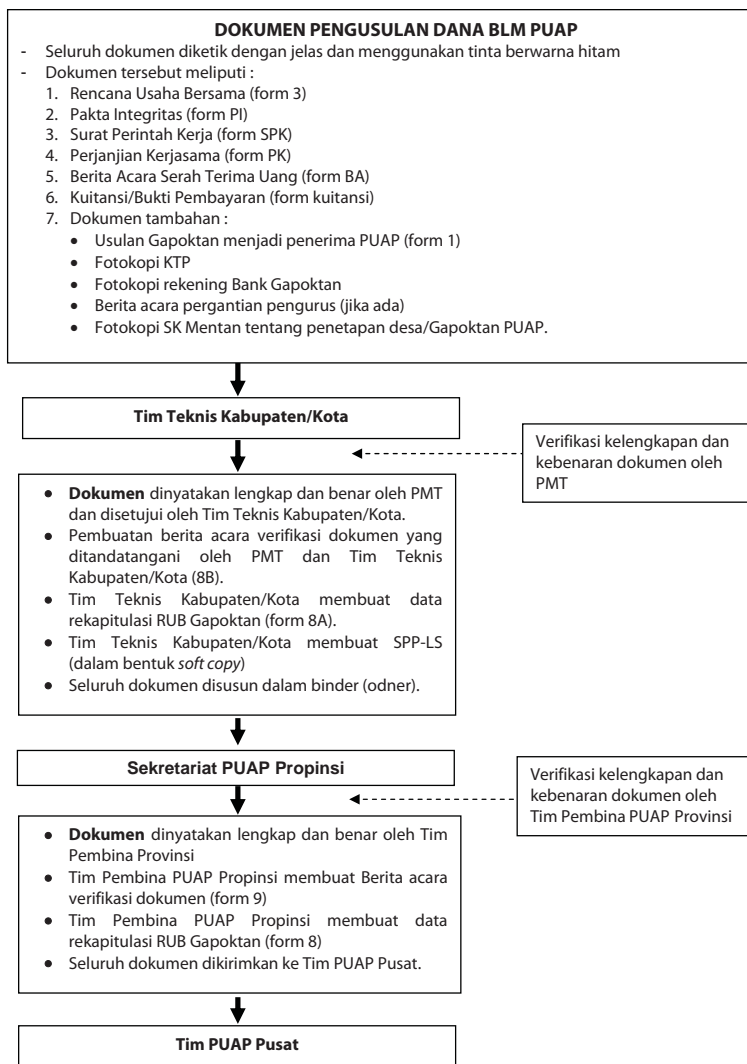 DOKUMEN PENGUSULAN DANA BLM PUAP
- Seluruh dokumen diketik dengan jelas dan menggunakan tinta berwarna hitam
- Dokumen tersebut meliputi :
1. Rencana Usaha Bersama (form 3)
2. Pakta Integritas (form PI)
3. Surat Perintah Kerja (form SPK)
4. Perjanjian Kerjasama (form PK)
5. Berita Acara Serah Terima Uang (form BA)
6. Kuitansi/Bukti Pembayaran (form kuitansi)
7. Dokumen tambahan :
• Usulan Gapoktan menjadi penerima PUAP (form 1)
• Fotokopi KTP
• Fotokopi rekening Bank Gapoktan
• Berita acara pergantian pengurus (jika ada)
• Fotokopi SK Mentan tentang penetapan desa/Gapoktan PUAP.
Tim Teknis Kabupaten/Kota
Verifikasi kelengkapan dan
kebenaran dokumen oleh
PMT
• Dokumen dinyatakan lengkap dan benar oleh PMT
dan disetujui oleh Tim Teknis Kabupaten/Kota.
• Pembuatan berita acara verifikasi dokumen yang
ditandatangani oleh PMT dan Tim Teknis
Kabupaten/Kota (8B).
• Tim Teknis Kabupaten/Kota membuat data
rekapitulasi RUB Gapoktan (form 8A).
• Tim Teknis Kabupaten/Kota membuat SPP-LS
(dalam bentuk soft copy)
• Seluruh dokumen disusun dalam binder (odner).
Sekretariat PUAP Propinsi
Verifikasi kelengkapan dan
kebenaran dokumen oleh
Tim Pembina PUAP Provinsi
• Dokumen dinyatakan lengkap dan benar oleh Tim
Pembina Provinsi
• Tim Pembina PUAP Propinsi membuat Berita acara
verifikasi dokumen (form 9)
• Tim Pembina PUAP Propinsi membuat data
rekapitulasi RUB Gapoktan (form 8)
• Seluruh dokumen dikirimkan ke Tim PUAP Pusat.
Tim PUAP Pusat